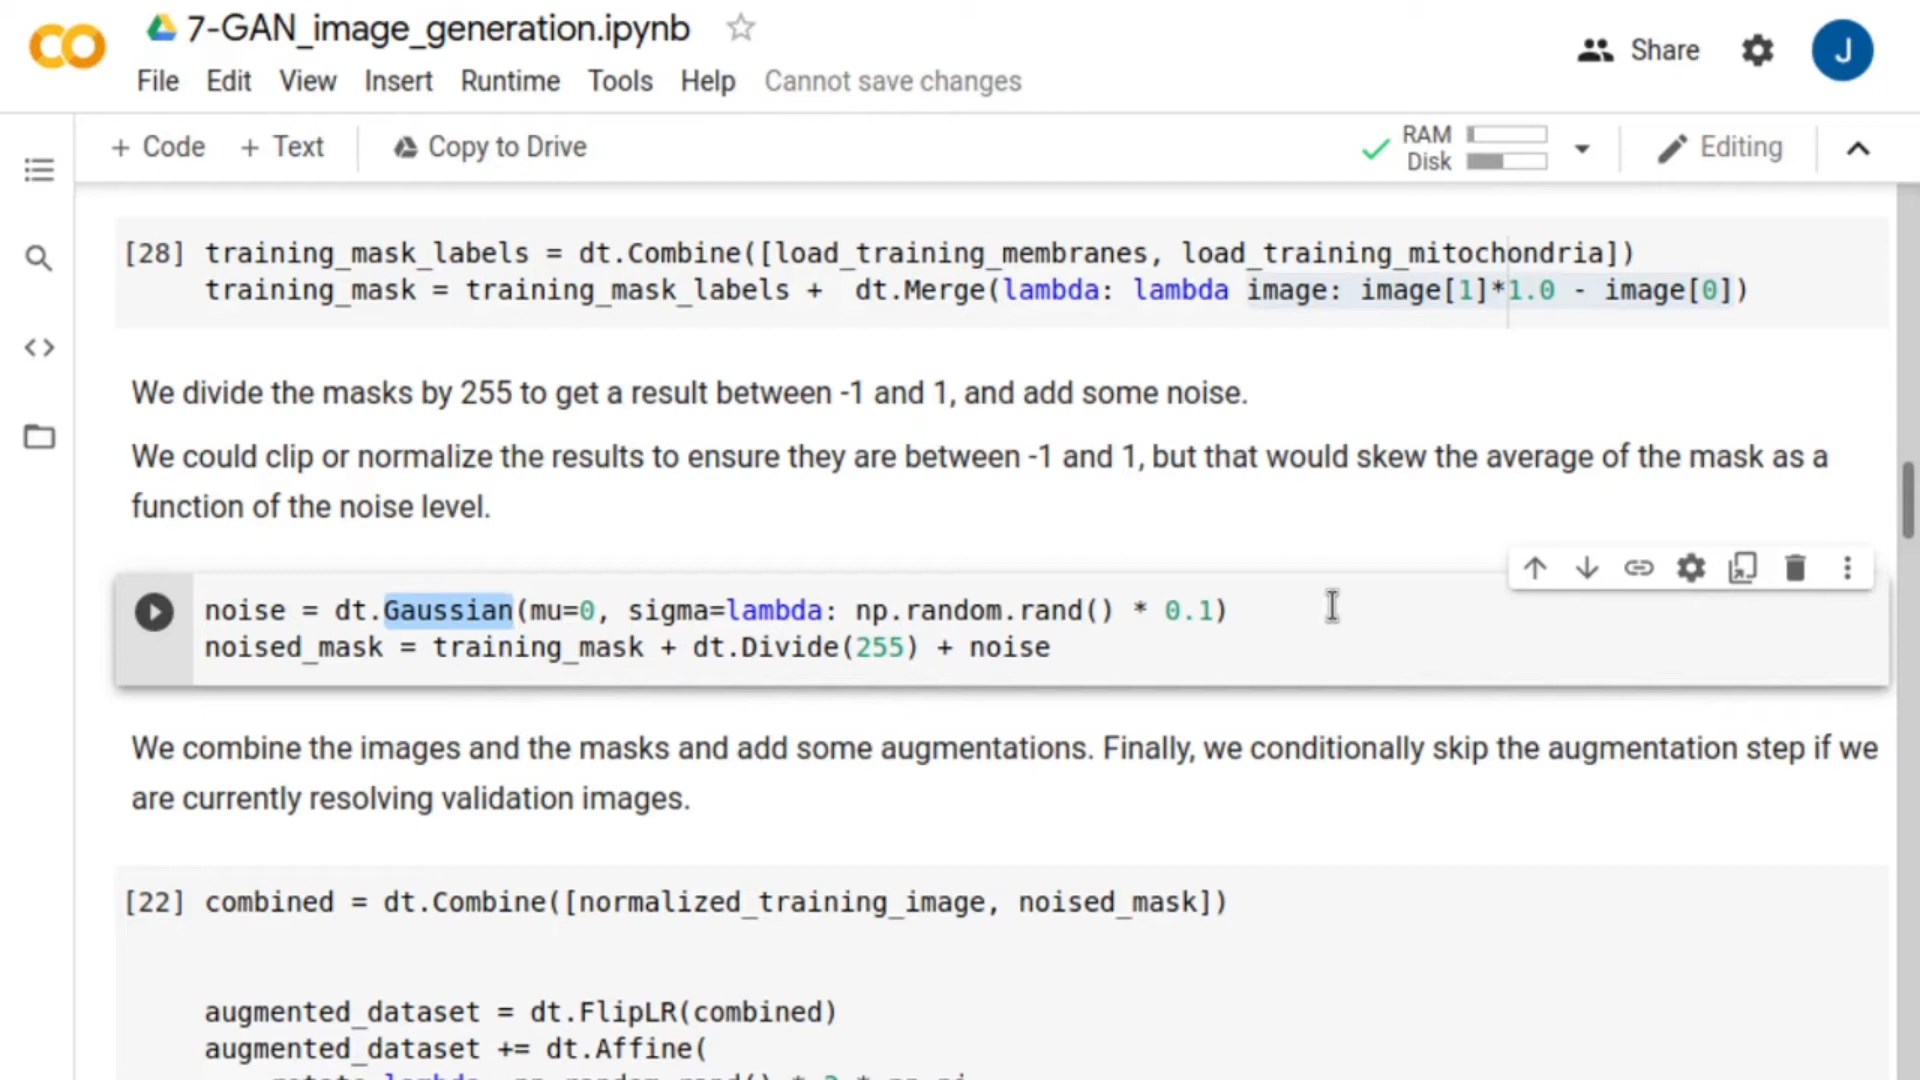 7-GAN_image_generation.ipynb
Share
J
File Edit View Insert Runtime Tools Help Cannot save changes
+ Code + Text Copy to Drive
RAM
Disk
Editing
[28] training_mask_labels = dt.Combine([load_training_membranes, load_training_mitochondria])
training_mask = training_mask_labels +  dt.Merge(lambda: lambda image: image[1]*1.0 - image[0])
We divide the masks by 255 to get a result between -1 and 1, and add some noise.
We could clip or normalize the results to ensure they are between -1 and 1, but that would skew the average of the mask as a
function of the noise level.
noise = dt.Gaussian(mu=0, sigma=lambda: np.random.rand() * 0.1)
noised_mask = training_mask + dt.Divide(255) + noise
We combine the images and the masks and add some augmentations. Finally, we conditionally skip the augmentation step if we
are currently resolving validation images.
[22] combined = dt.Combine([normalized_training_image, noised_mask])
augmented_dataset = dt.FlipLR(combined)
augmented_dataset += dt.Affine(